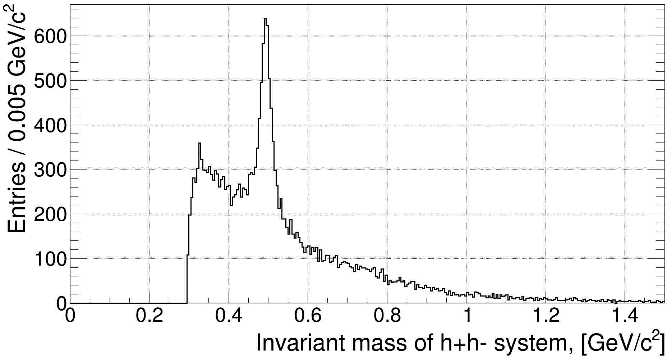 Entries / 0.005 GeV/c²
600
500
400
300
200
100
0
0 0.2 0.4 0.6 0.8 1 1.2 1.4
Invariant mass of h+h- system, [GeV/c²]